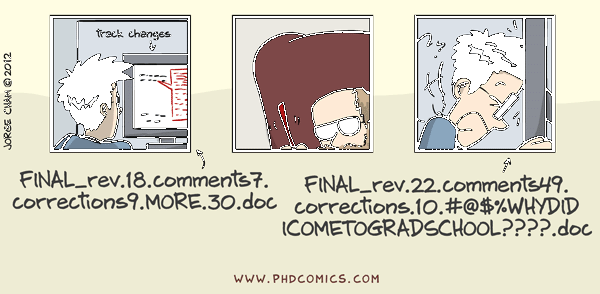 track changes
JORGE CHAM © 2012
FINAL_rev.18.comments7.
corrections9.MORE.30.doc
FINAL_rev.22.comments49.
corrections.10.#@$%WHYDID
ICOMETOGRADSCHOOL????.doc
WWW.PHDCOMICS.COM